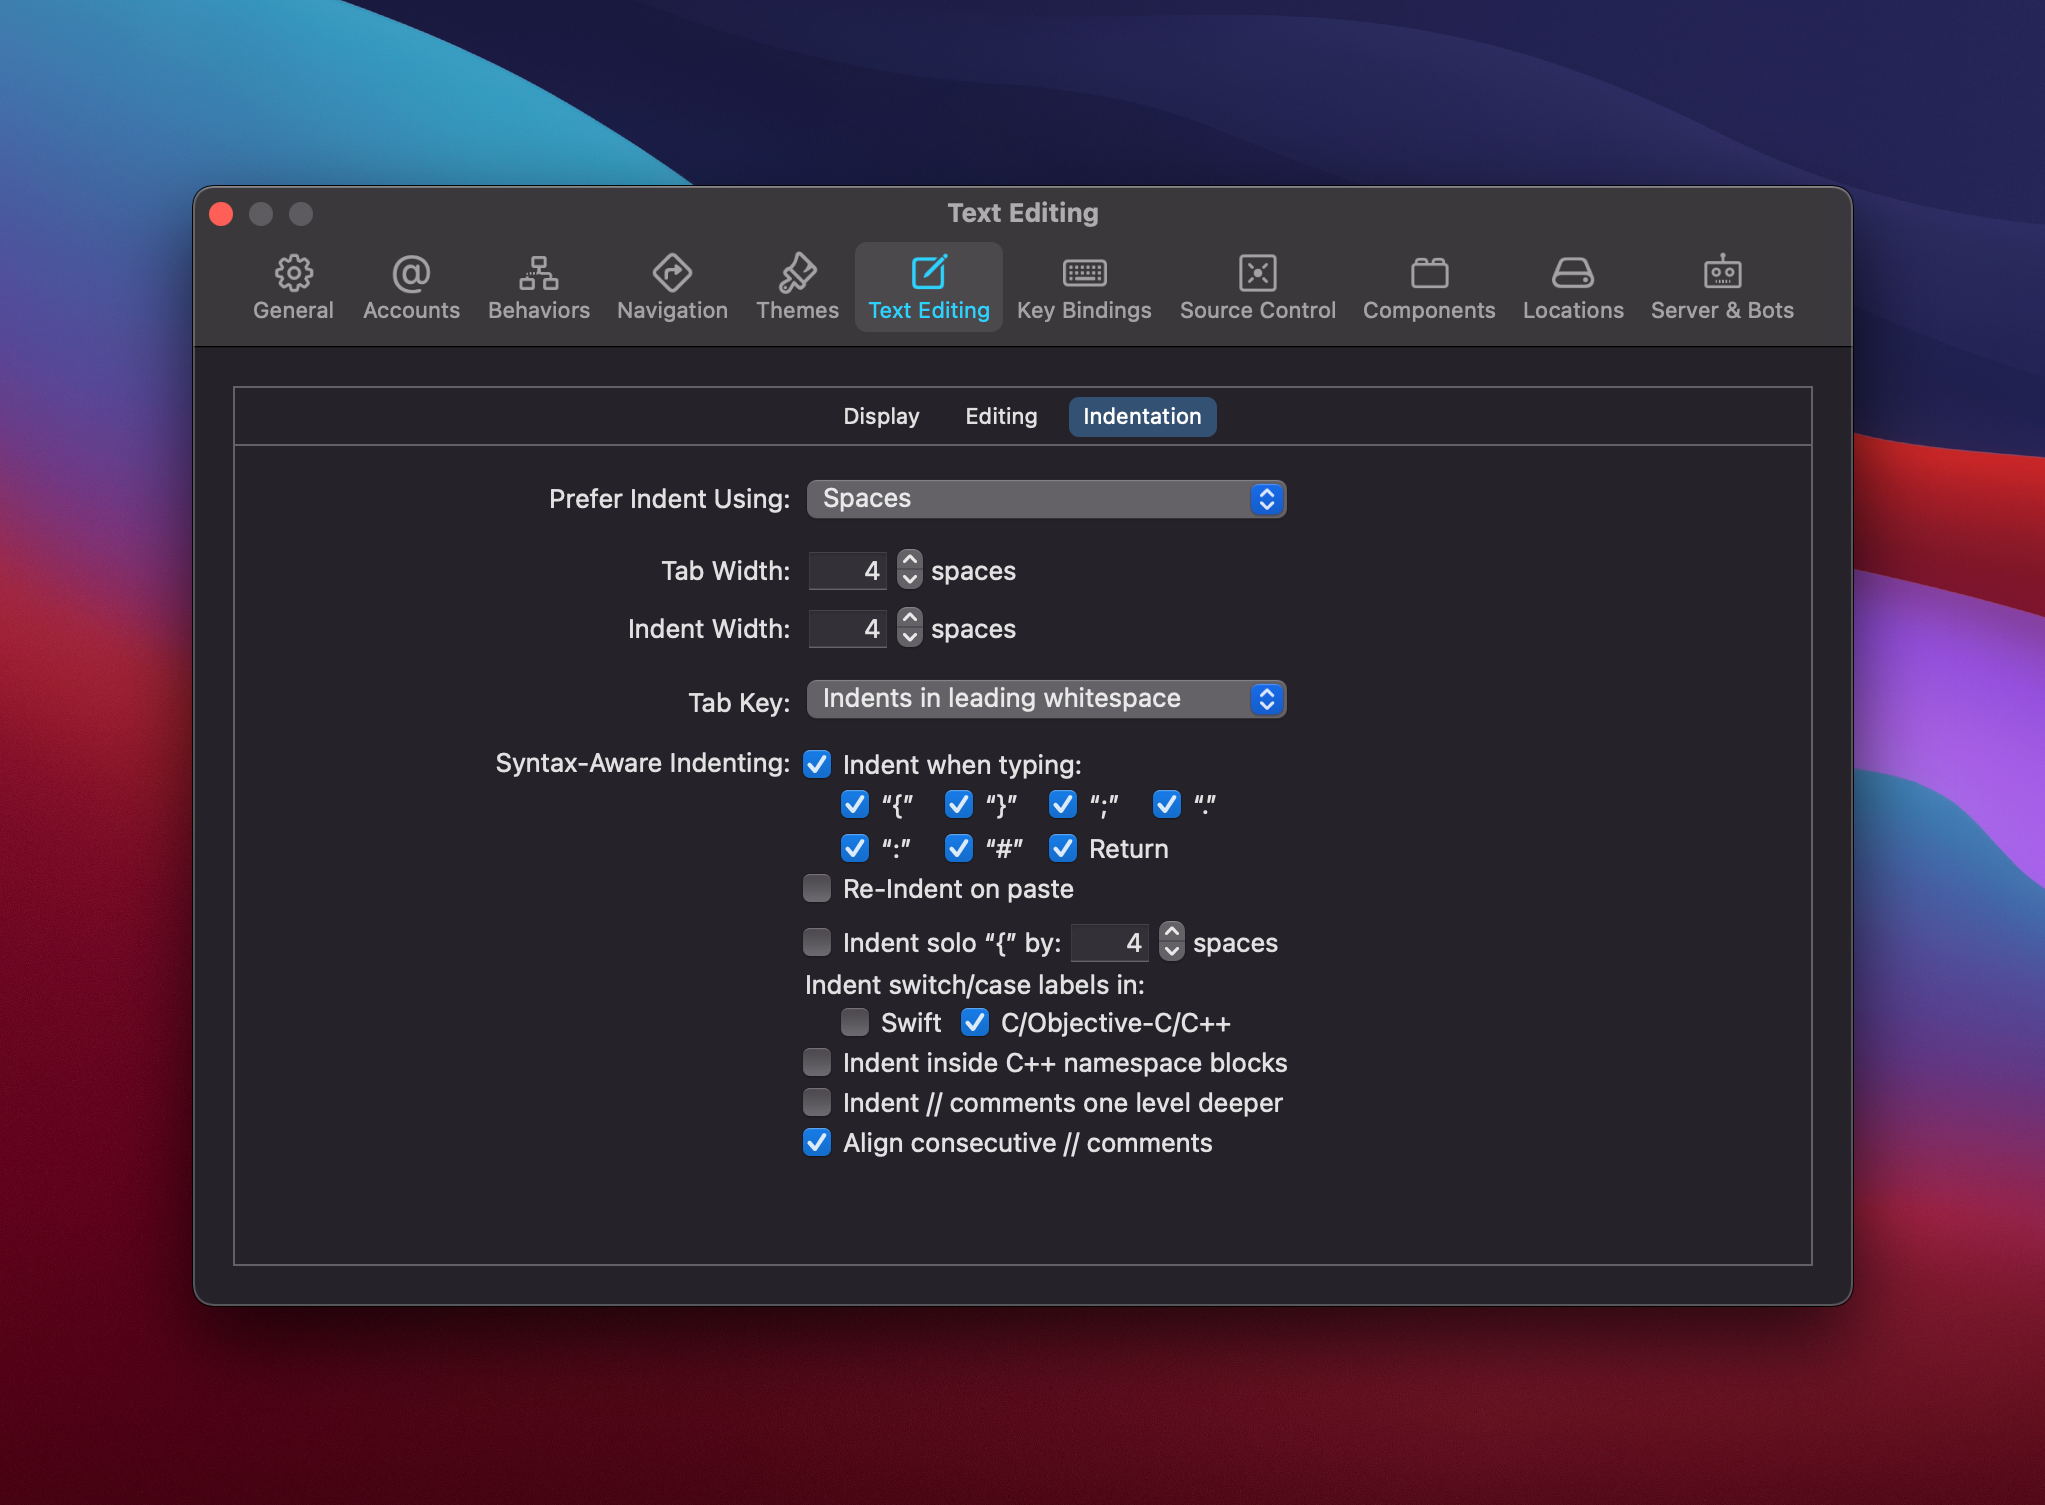 Text Editing
General Accounts Behaviors Navigation Themes Text Editing Key Bindings Source Control Components Locations Server & Bots
Display Editing Indentation
Prefer Indent Using: Spaces
Tab Width: 4 spaces
Indent Width: 4 spaces
Tab Key: Indents in leading whitespace
Syntax-Aware Indenting: Indent when typing:
“{” “}” “;” “.”
“:” “#” Return
Re-Indent on paste
Indent solo “{” by: 4 spaces
Indent switch/case labels in:
Swift C/Objective-C/C++
Indent inside C++ namespace blocks
Indent // comments one level deeper
Align consecutive // comments